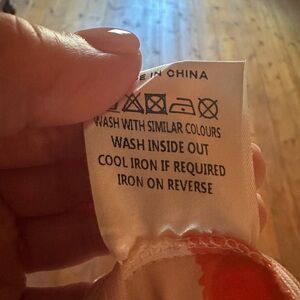 E IN CHINA
WASH WITH SIMILAR COLOURS
WASH INSIDE OUT
COOL IRON IF REQUIRED
IRON ON REVERSE